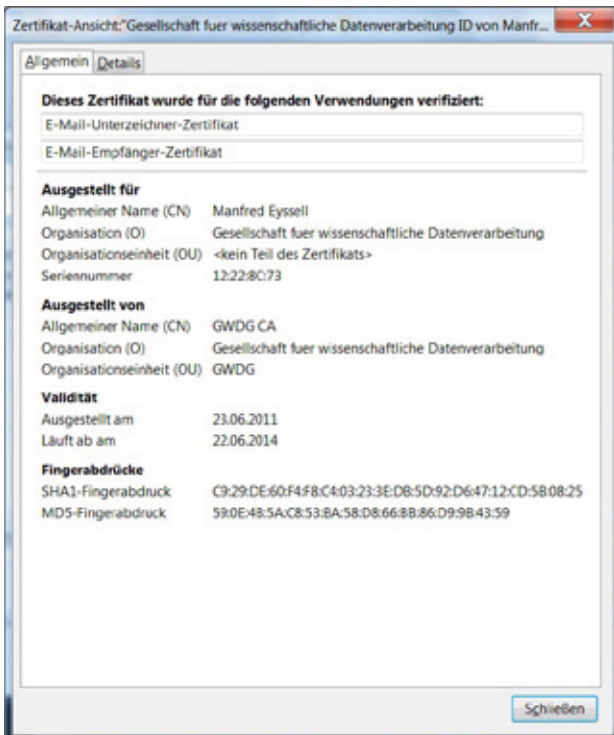 Zertifikat-Ansicht:"Gesellschaft fuer wissenschaftliche Datenverarbeitung ID von Manfr...
Allgemein Details
Dieses Zertifikat wurde für die folgenden Verwendungen verifiziert:
E-Mail-Unterzeichner-Zertifikat
E-Mail-Empfänger-Zertifikat
Ausgestellt für
Allgemeiner Name (CN) Manfred Eyssell
Organisation (O) Gesellschaft fuer wissenschaftliche Datenverarbeitung
Organisationseinheit (OU) <kein Teil des Zertifikats>
Seriennummer 12:22:8C:73
Ausgestellt von
Allgemeiner Name (CN) GWDG CA
Organisation (O) Gesellschaft fuer wissenschaftliche Datenverarbeitung
Organisationseinheit (OU) GWDG
Validität
Ausgestellt am 23.06.2011
Läuft ab am 22.06.2014
Fingerabdrücke
SHA1-Fingerabdruck C9:29:DE:60:F4:F8:C4:03:23:3E:DB:5D:92:D6:47:12:CD:5B:08:25
MD5-Fingerabdruck 59:0E:48:5A:C8:53:BA:58:D8:66:BB:86:D9:9B:43:59
Schließen